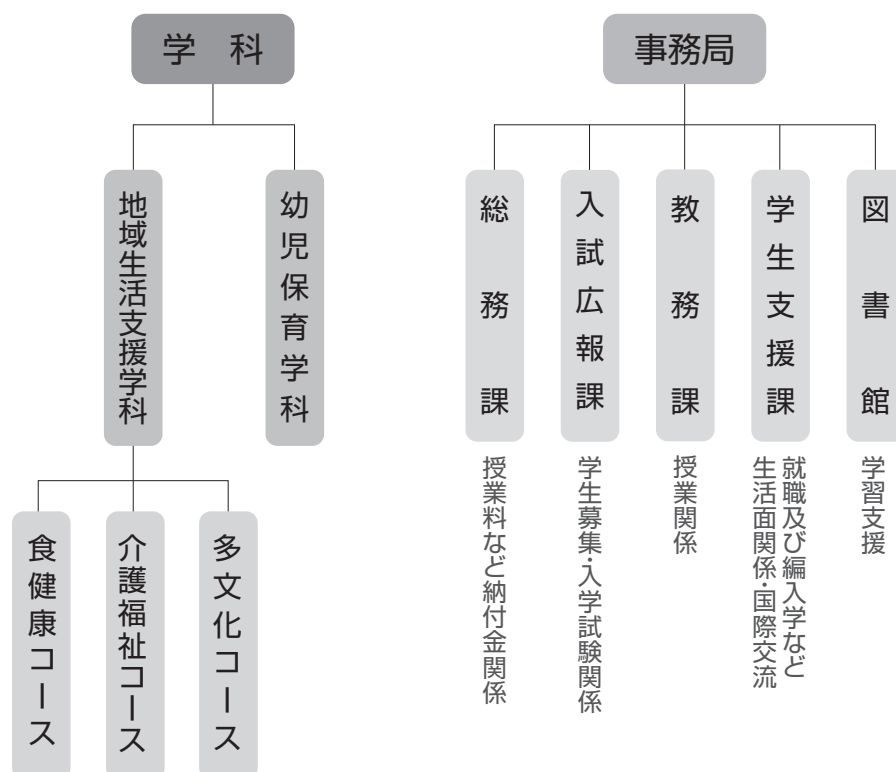 学 科
地域生活支援学科
幼児保育学科
食健康コース
介護福祉コース
多文化コース
事務局
総務課
入試広報課
教務課
学生支援課
図書館
授業料など納付金関係
学生募集・入学試験関係
授業関係
就職及び編入学など
生活面関係・国際交流
学習支援